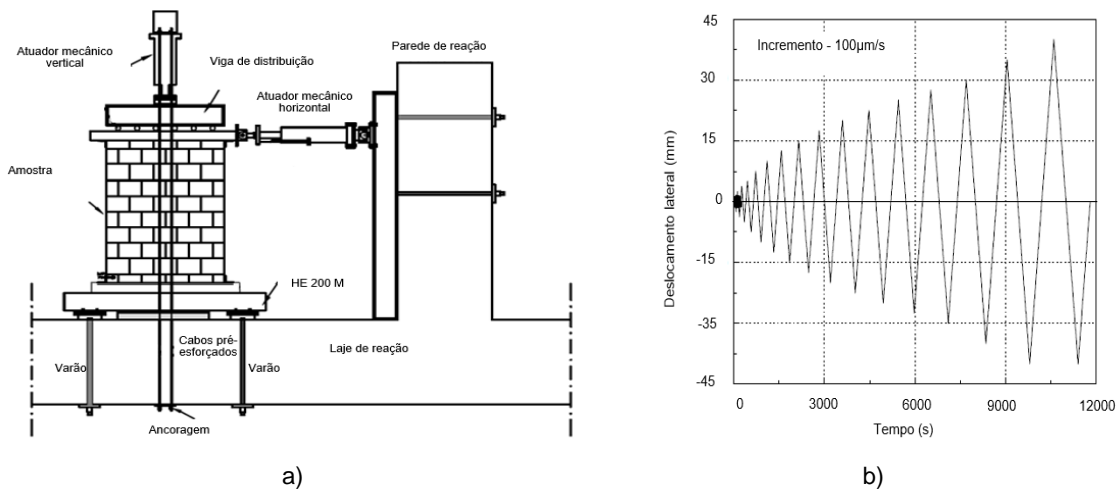 Atuador mecânico
vertical
Viga de distribuição
Parede de reação
Atuador mecânico
horizontal
Amostra
HE 200 M
Cabos pré-
esforçados
Laje de reação
Varão
Varão
Ancoragem
a)
45
30
15
0
-15
-35
-45
Deslocamento lateral (mm)
Incremento - 100µm/s
0
3000
6000
9000
12000
Tempo (s)
b)